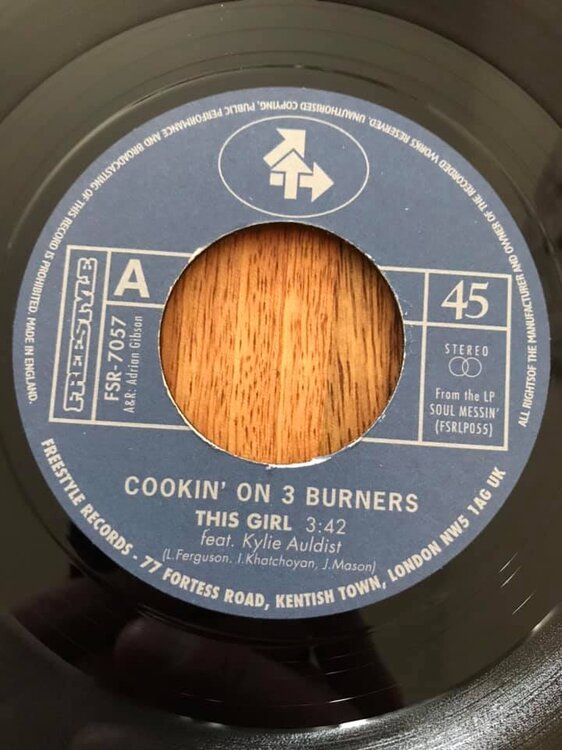 ALL RIGHTSOF THE MANUFACTURER AND OWNER OF THE RECORDED WORKS RESERVED. UNAUTHORISED COPYING, PUBLIC PERFORMANCE AND BROADCASTING OF THIS RECORD IS PROHIBITED. MADE IN ENGLAND.
FREESTYLE
A
FSR-7057
A&R: Adrian Gibson
45
STEREO
From the LP
SOUL MESSIN'
(FSRLP055)
COOKIN' ON 3 BURNERS
THIS GIRL 3:42
feat. Kylie Auldist
(L.Ferguson. I.Khatchoyan, J.Mason)
FREESTYLE RECORDS - 77 FORTESS ROAD, KENTISH TOWN, LONDON NW5 1AG UK